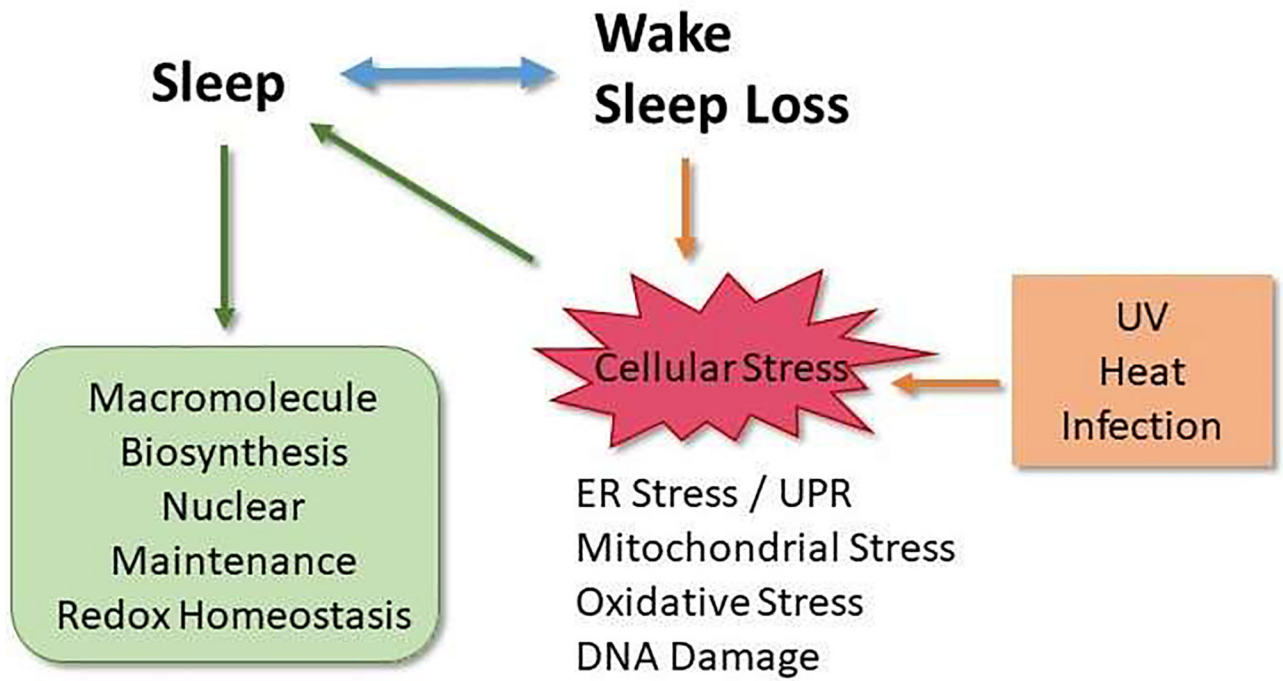 Sleep
Wake
Sleep Loss
Cellular Stress
UV
Heat
Infection
Macromolecule
Biosynthesis
Nuclear
Maintenance
Redox Homeostasis
ER Stress / UPR
Mitochondrial Stress
Oxidative Stress
DNA Damage